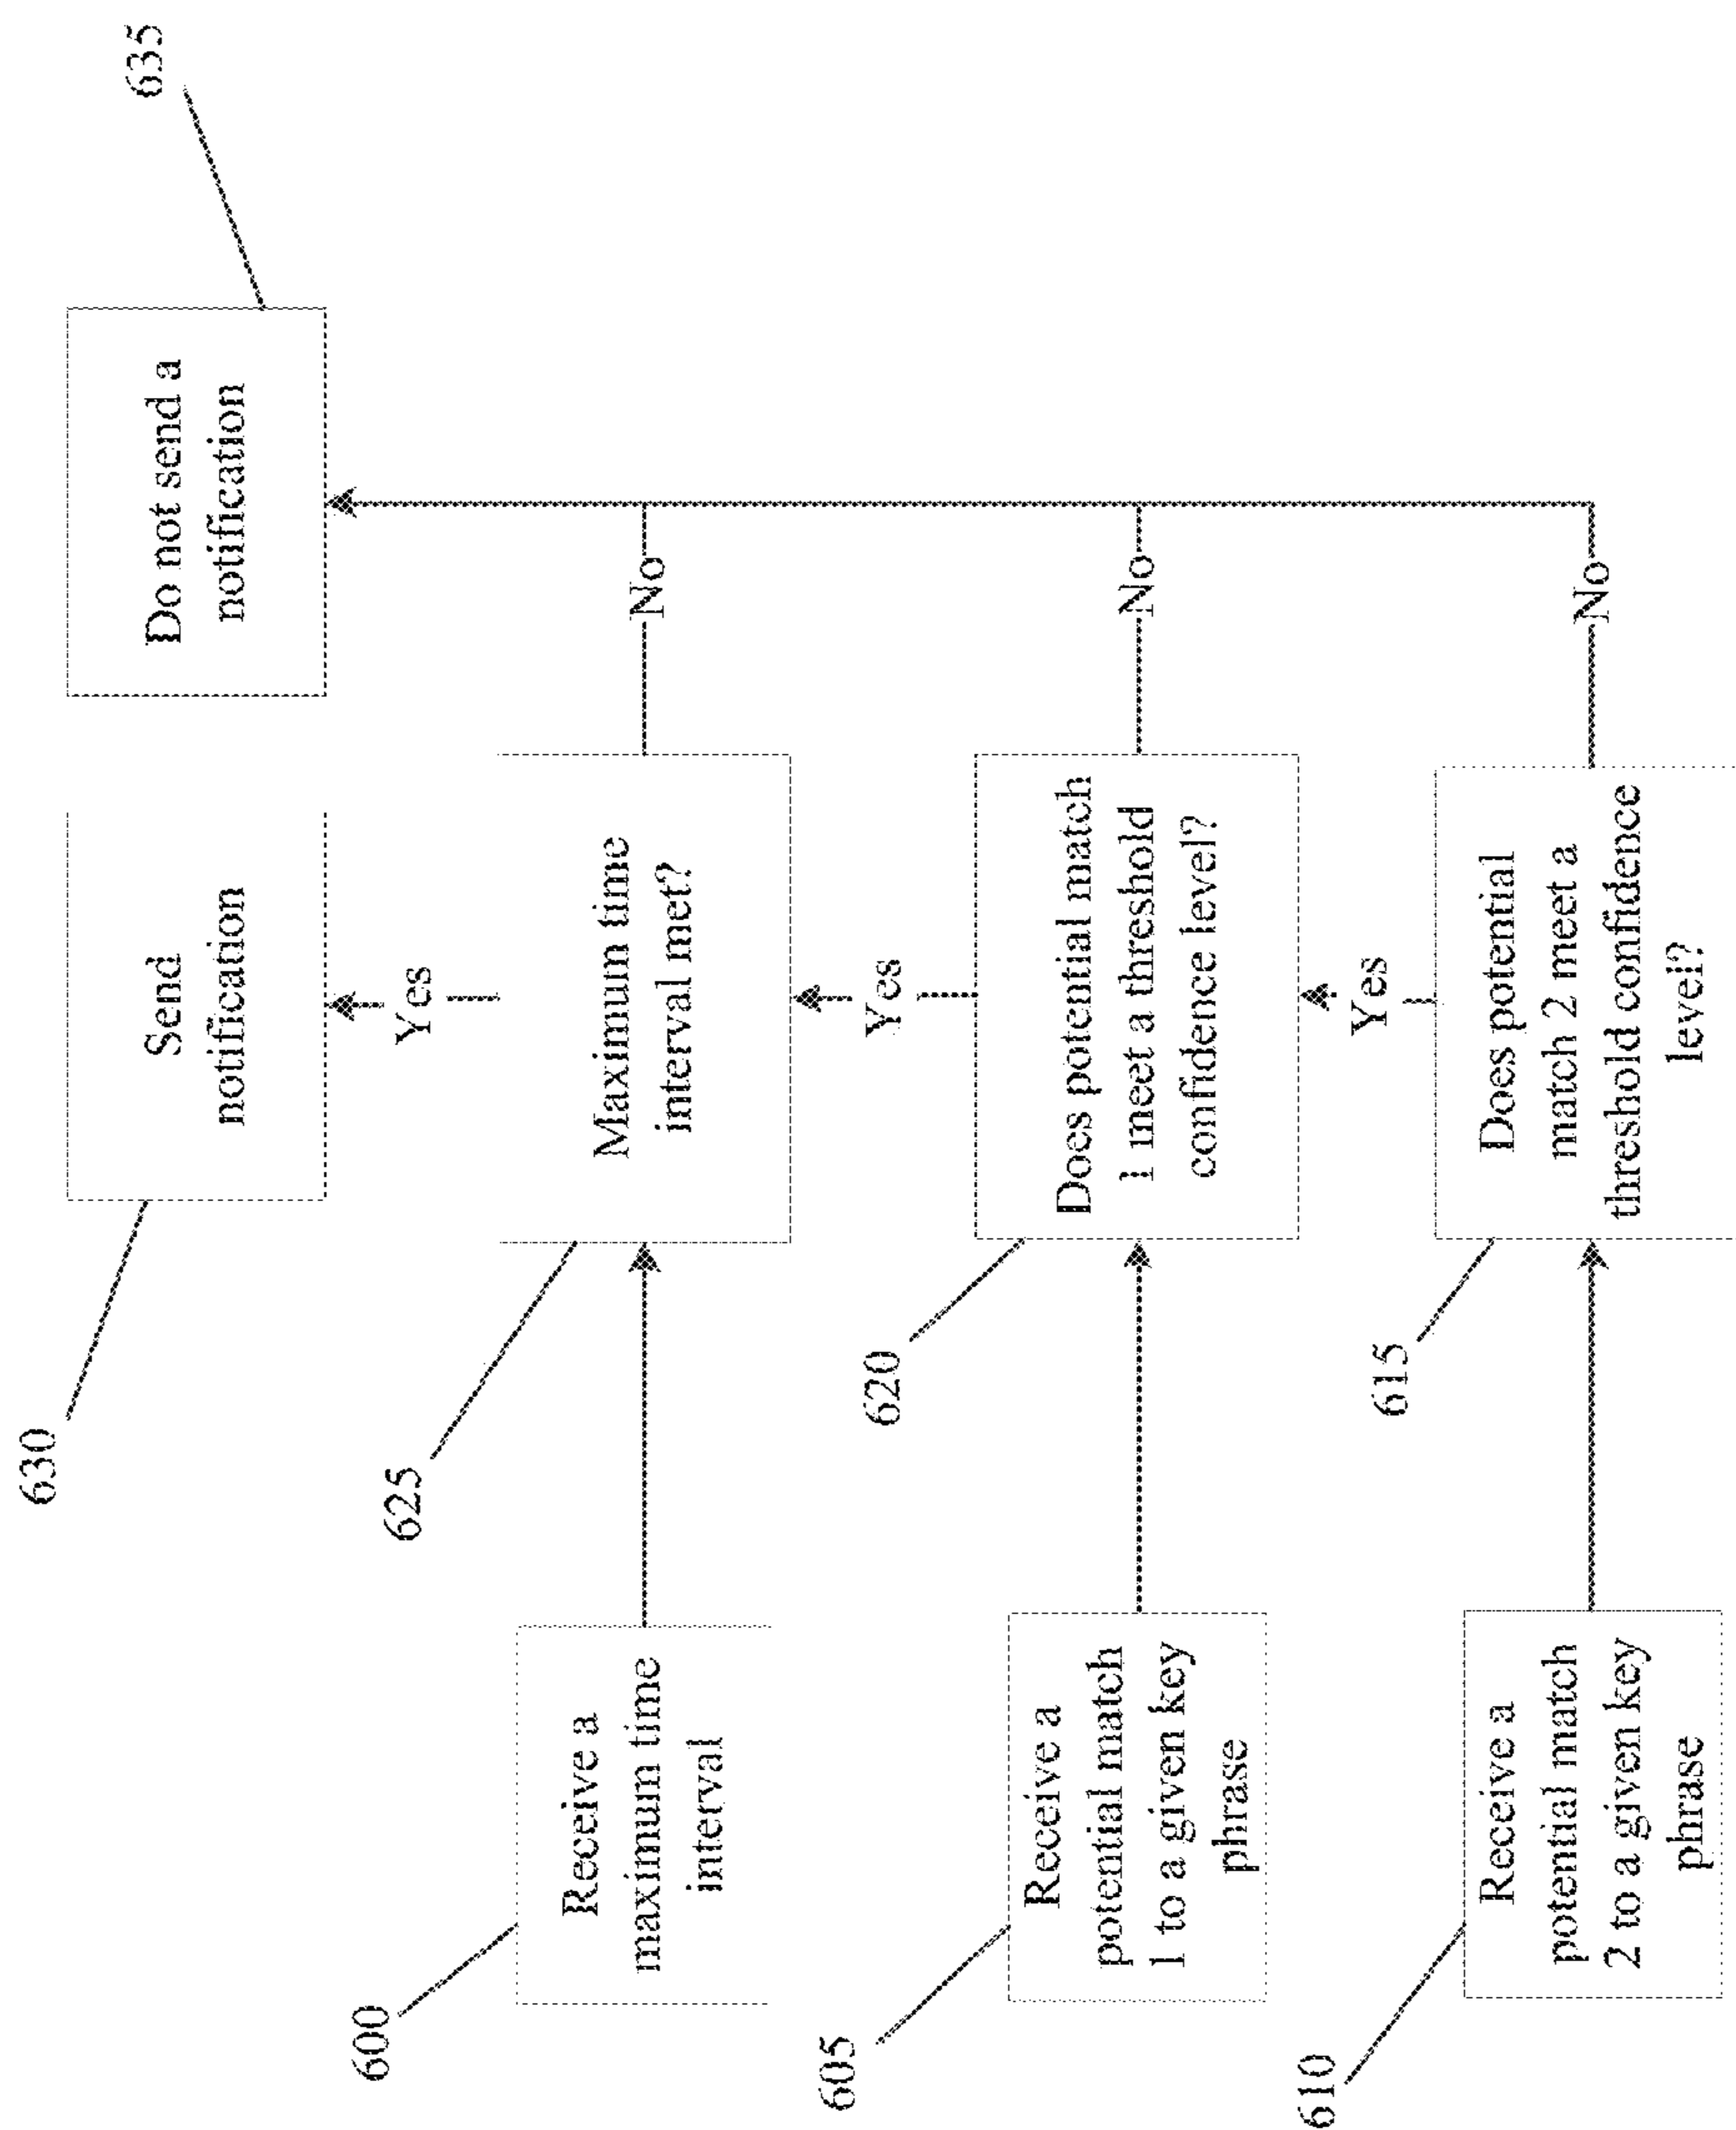 600
Receive a
maximum time
interval
605
Receive a
potential match
1 to a given key
phrase
610
Receive a
potential match
2 to a given key
phrase
630
Send
notification
Yes
625
Maximum time
interval met?
Yes
620
Does potential match
1 meet a threshold
confidence level?
Yes
615
Does potential
match 2 meet a
threshold confidence
level?
635
Do not send a
notification
No
No
No